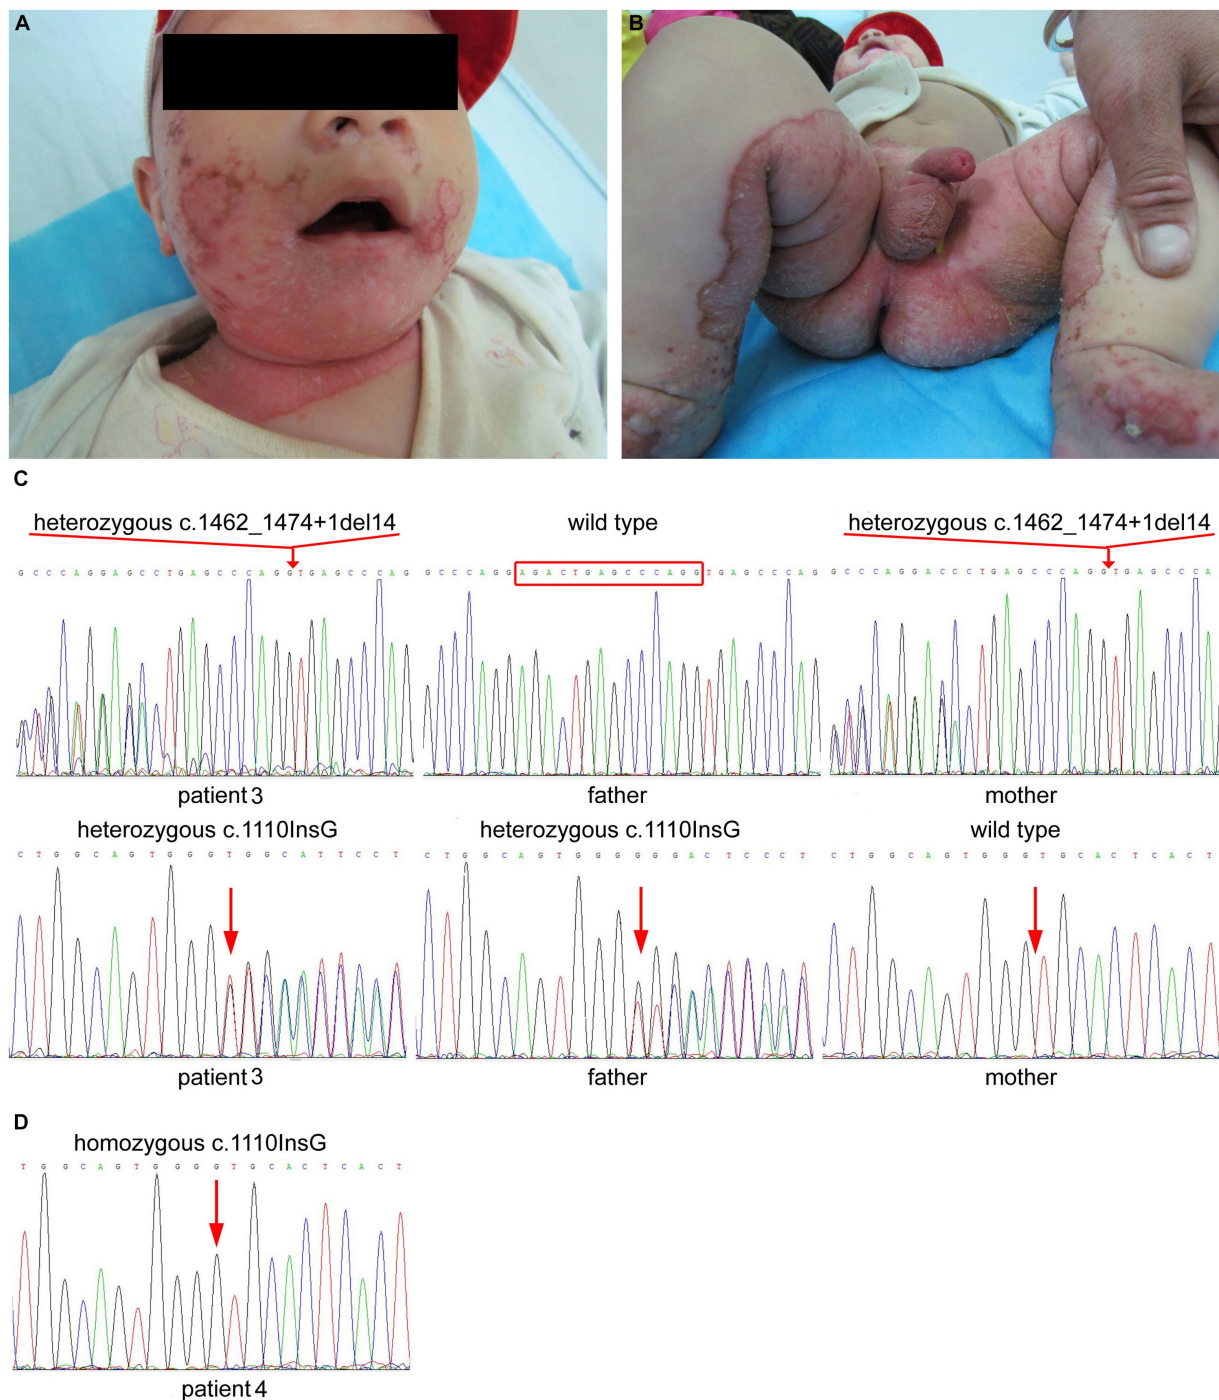 A
B
C
heterozygous c.1462_1474+1del14
wild type
heterozygous c.1462_1474+1del14
G C C C A G G A G C C T G A G C C C A G G T G A G C C C A G
G C C C A G G A G A C T G A G C C C A G G T G A G C C C A G
G C C C A G G A C C C T G A G C C C A G G T G A G C C C A
patient 3
father
mother
heterozygous c.1110InsG
heterozygous c.1110InsG
wild type
C T G G C A G T G G G T G G C A T T C C T
C T G G C A G T G G G G G G A C T C C C T
C T G G C A G T G G G T G C A C T C A C T
patient 3
father
mother
D
homozygous c.1110InsG
T G G C A G T G G G G T G C A C T C A C T
patient 4